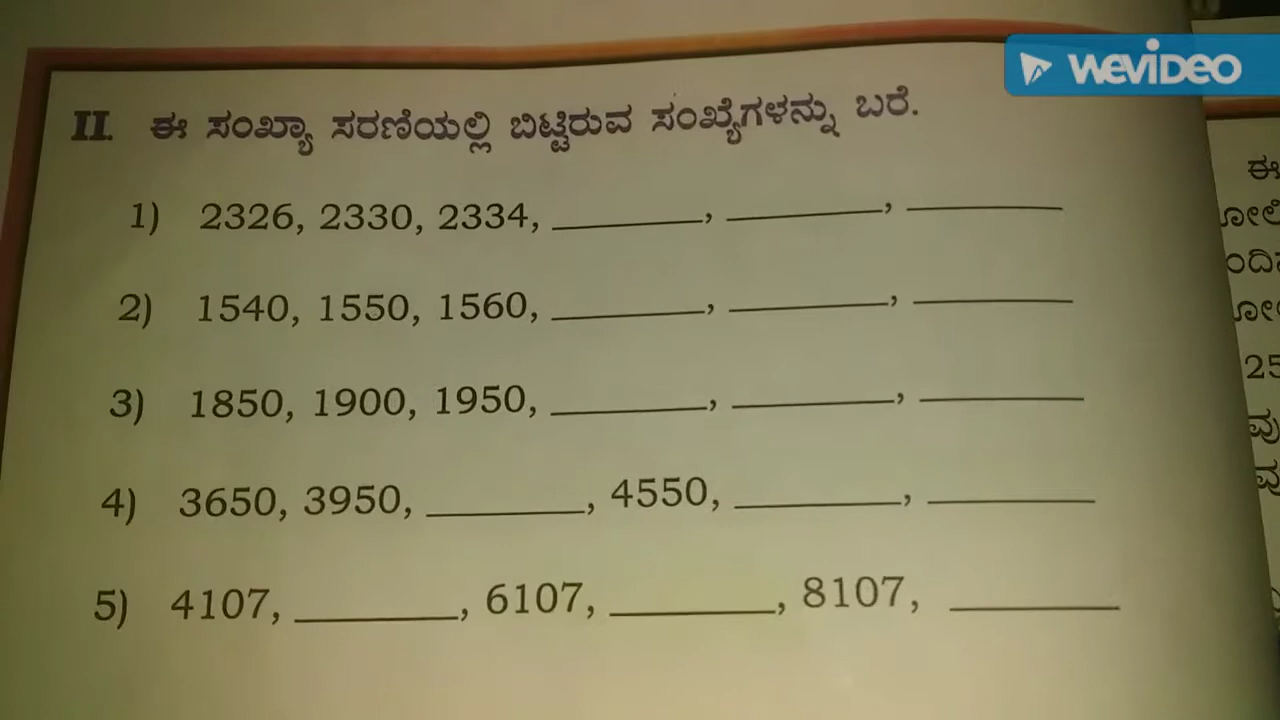 WEVIDEO
II. ಈ ಸಂಖ್ಯಾ ಸರಣಿಯಲ್ಲಿ ಬಿಟ್ಟಿರುವ ಸಂಖ್ಯೆಗಳನ್ನು ಬರೆ.
1) 2326, 2330, 2334, ________, ________, ________
2) 1540, 1550, 1560, ________, ________, ________
3) 1850, 1900, 1950, ________, ________, ________
4) 3650, 3950, ________, 4550, ________, ________
5) 4107, ________, 6107, ________, 8107, ________
ಈ
25